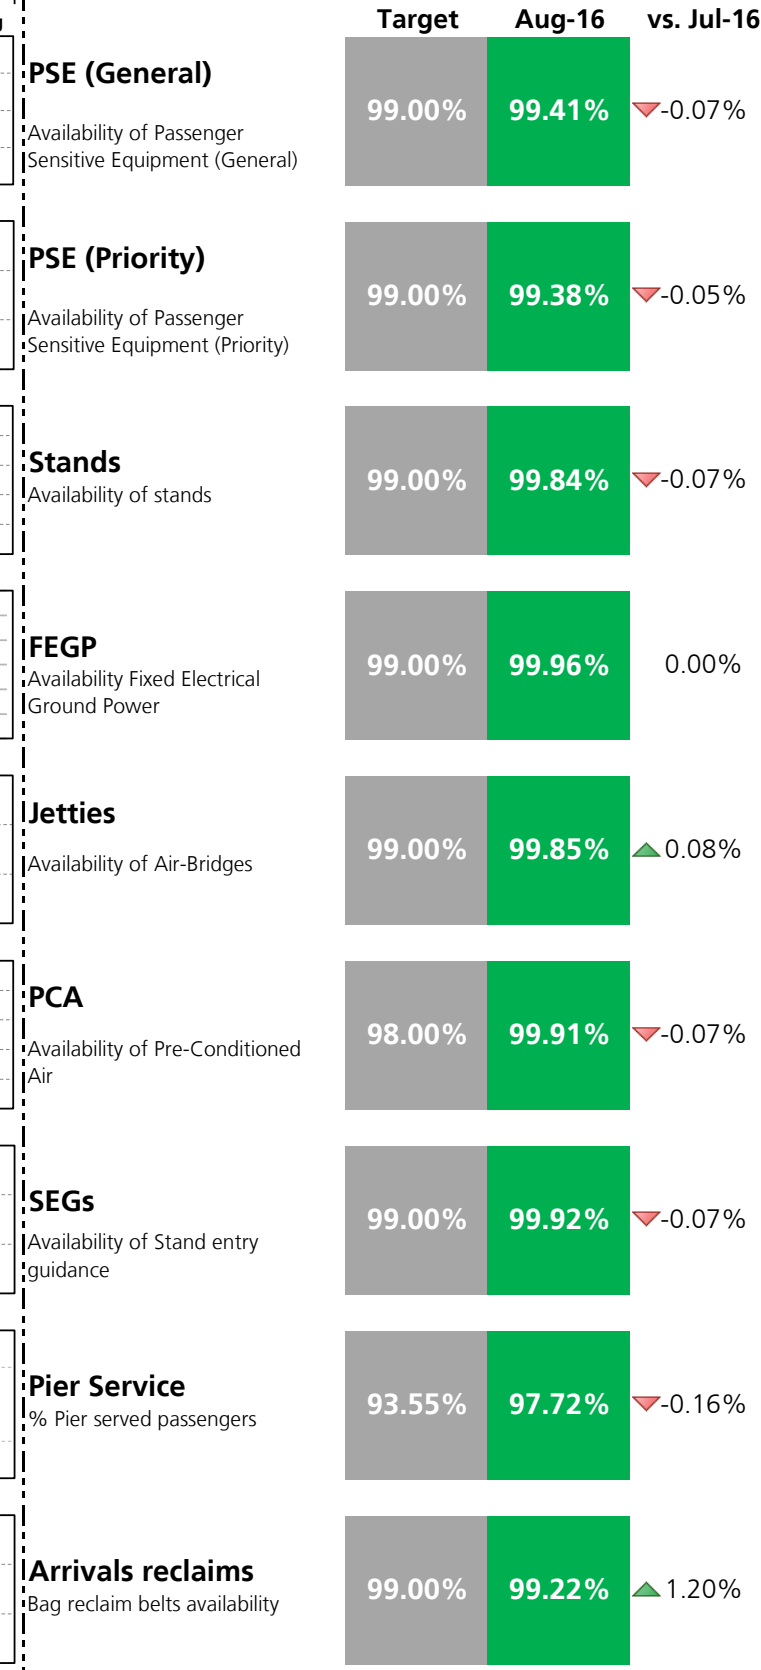 Target Aug-16 vs. Jul-16
PSE (General)
99.00% 99.41% -0.07%
Availability of Passenger
Sensitive Equipment (General)
PSE (Priority)
99.00% 99.38% -0.05%
Availability of Passenger
Sensitive Equipment (Priority)
Stands
99.00% 99.84% -0.07%
Availability of stands
FEGP
99.00% 99.96% 0.00%
Availability Fixed Electrical
Ground Power
Jetties
99.00% 99.85% 0.08%
Availability of Air-Bridges
PCA
98.00% 99.91% -0.07%
Availability of Pre-Conditioned
Air
SEGs
99.00% 99.92% -0.07%
Availability of Stand entry
guidance
Pier Service
93.55% 97.72% -0.16%
% Pier served passengers
Arrivals reclaims
99.00% 99.22% 1.20%
Bag reclaim belts availability